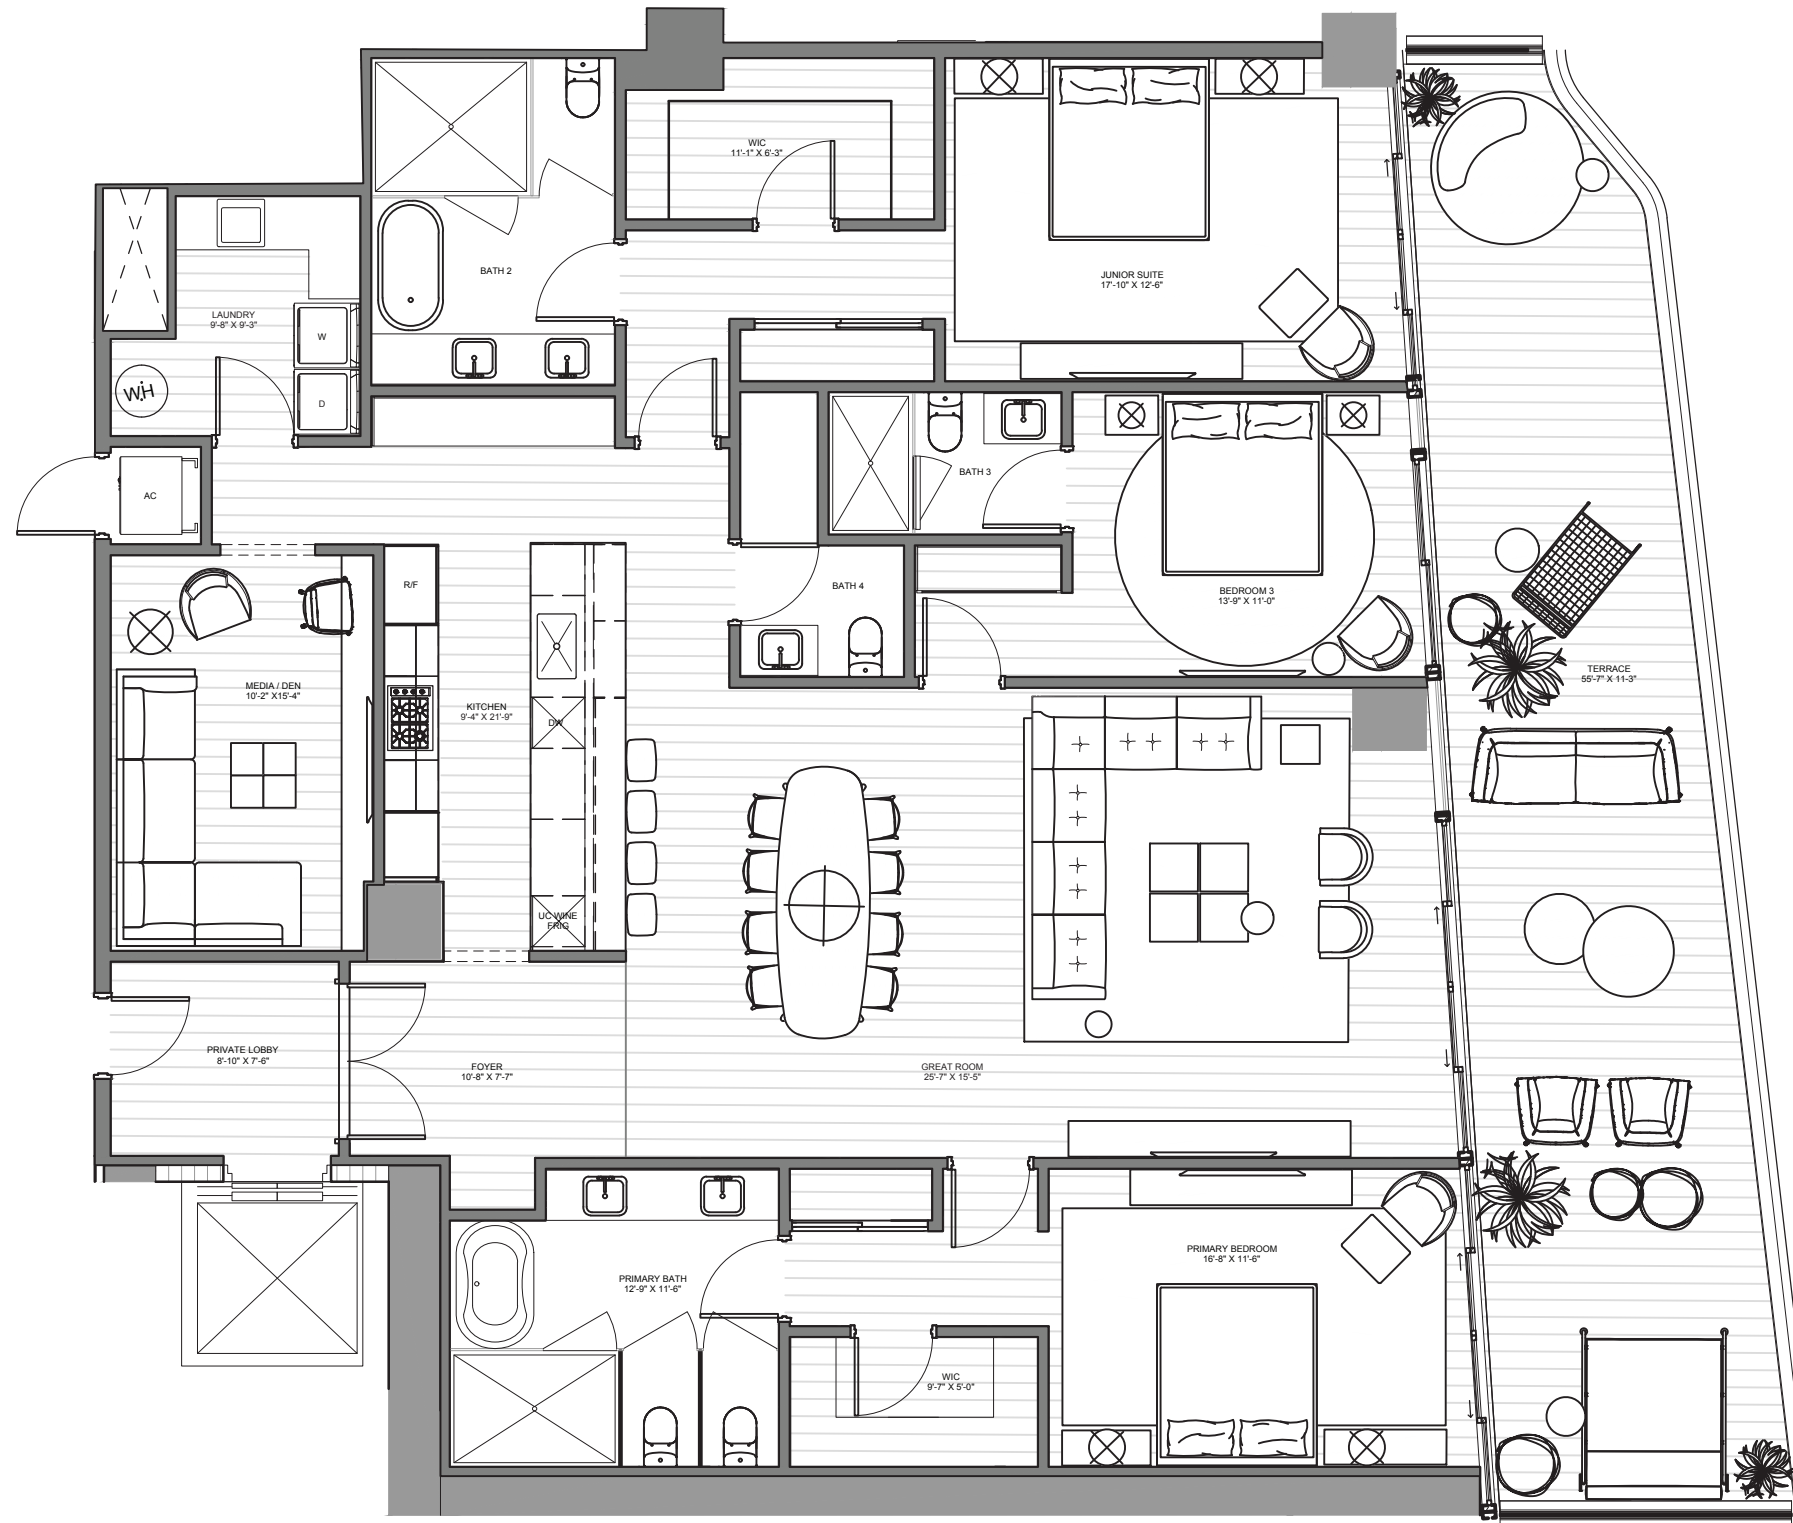 WIC
11'-1" X 6'-3"
BATH 2
JUNIOR SUITE
17'-10" X 12'-6"
LAUNDRY
9'-8" X 9'-3"
W
W.H
D
BATH 3
AC
R/F
BATH 4
BEDROOM 3
13'-9" X 11'-0"
TERRACE
55'-7" X 11'-3"
MEDIA / DEN
10'-2" X15'-4"
KITCHEN
9'-4" X 21'-9"
DW
UC WINE
FRIG
PRIVATE LOBBY
8'-10" X 7'-6"
FOYER
10'-8" X 7'-7"
GREAT ROOM
25'-7" X 15'-5"
PRIMARY BATH
12'-9" X 11'-6"
PRIMARY BEDROOM
16'-8" X 11'-6"
WIC
9'-7" X 5'-0"